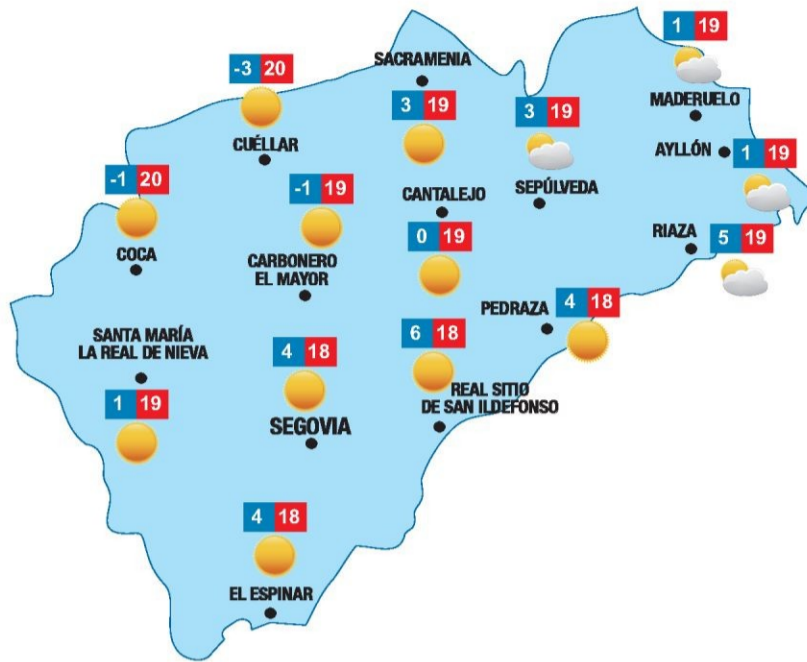 1 19
SACRAMENIA
-3 20
MADERUELO
3 19
3 19
CUÉLLAR
AYLLÓN
1 19
-1 20
-1 19
CANTALEJO
SEPÚLVEDA
RIAZA
5 19
COCA
CARBONERO
EL MAYOR
0 19
PEDRAZA
4 18
SANTA MARÍA
LA REAL DE NIEVA
4 18
6 18
1 19
REAL SITIO
DE SAN ILDEFONSO
SEGOVIA
4 18
EL ESPINAR